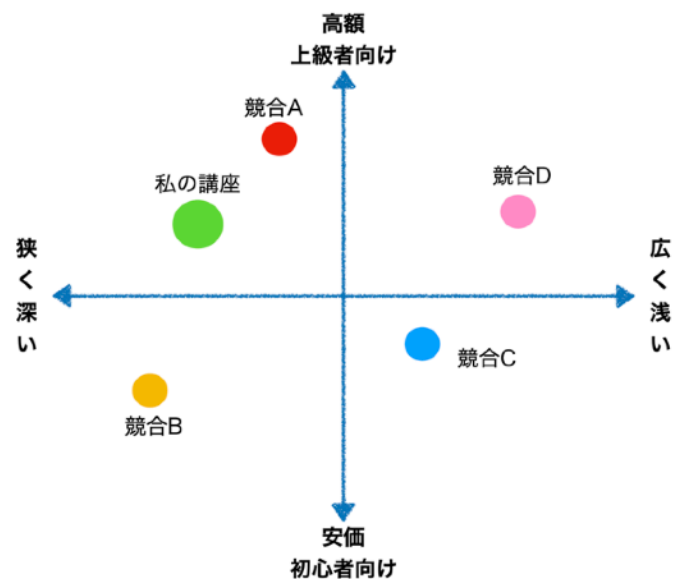 高額
上級者向け
競合A
私の講座
競合D
狭く深い
広く浅い
競合C
競合B
安価
初心者向け